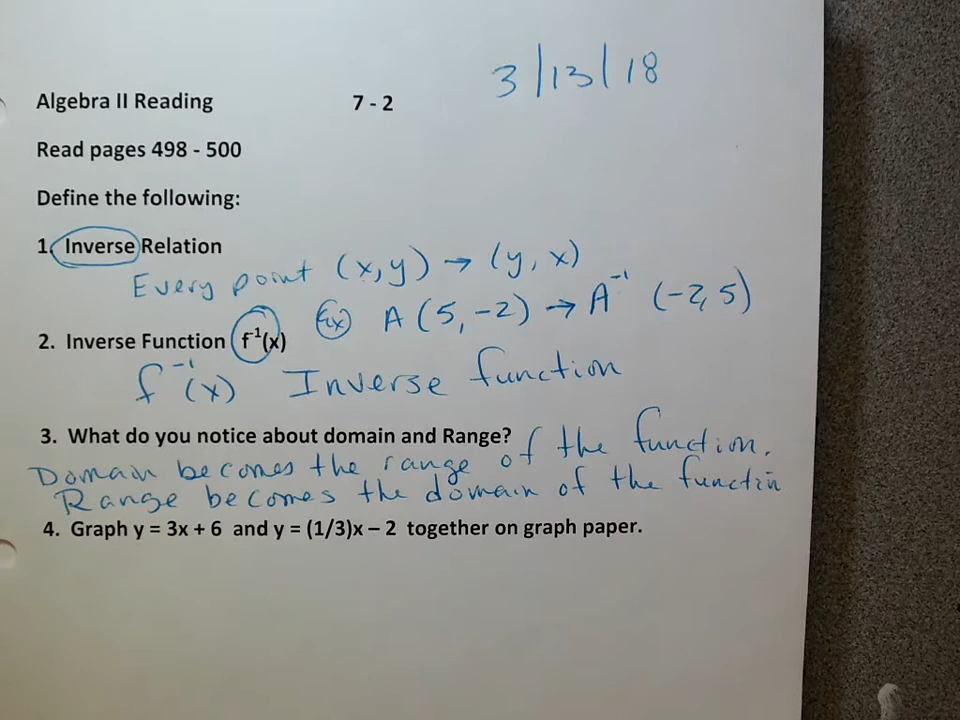 3/13/18
Algebra II Reading 7 - 2
Read pages 498 - 500
Define the following:
1. Inverse Relation
Every point (x,y) → (y, x)
Ex A (5, -2) → A⁻¹ (-2, 5)
2. Inverse Function f⁻¹(x)
f⁻¹(x) Inverse function
3. What do you notice about domain and Range?
Domain becomes the range of the function.
Range becomes the domain of the functin
4. Graph y = 3x + 6 and y = (1/3)x – 2 together on graph paper.